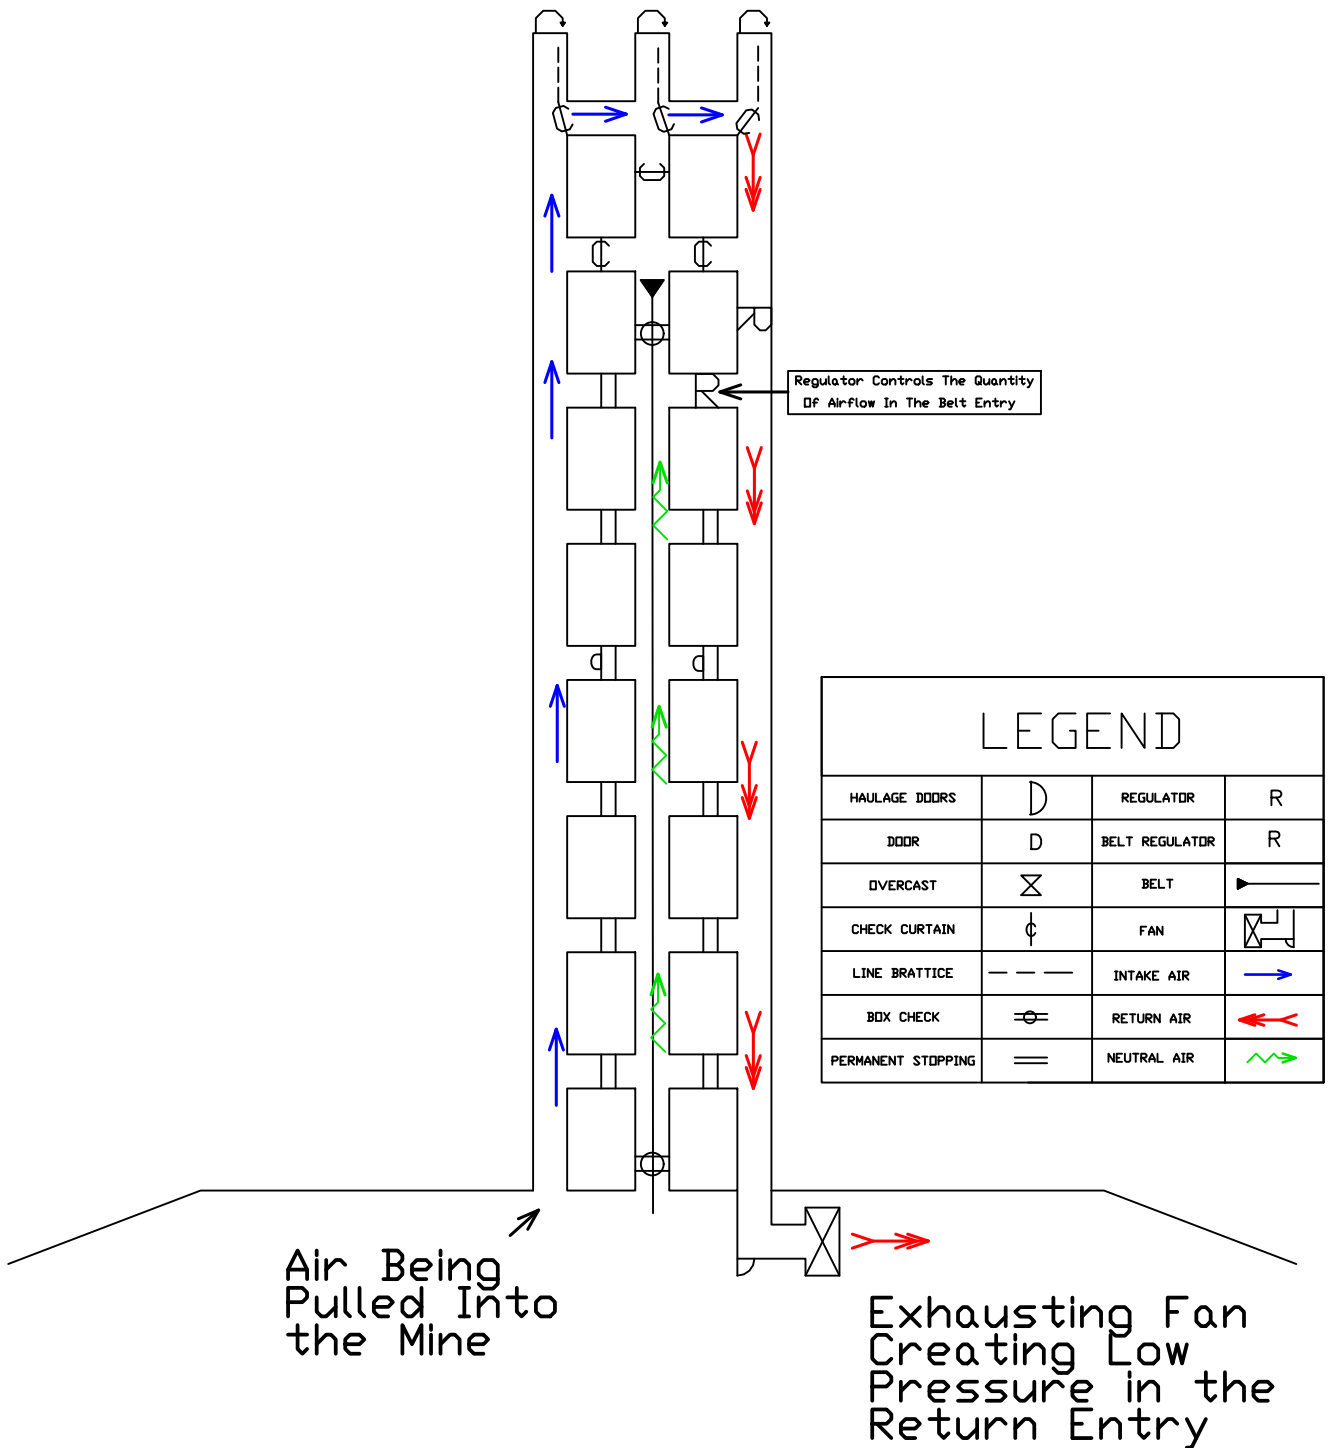 Regulator Controls The Quantity
Of Airflow In The Belt Entry
LEGEND
HAULAGE DOORS
REGULATOR
R
DOOR
D
BELT REGULATOR
R
OVERCAST
BELT
CHECK CURTAIN
C
FAN
LINE BRATTICE
INTAKE AIR
BOX CHECK
RETURN AIR
PERMANENT STOPPING
NEUTRAL AIR
Air Being
Pulled Into
the Mine
Exhausting Fan
Creating Low
Pressure in the
Return Entry